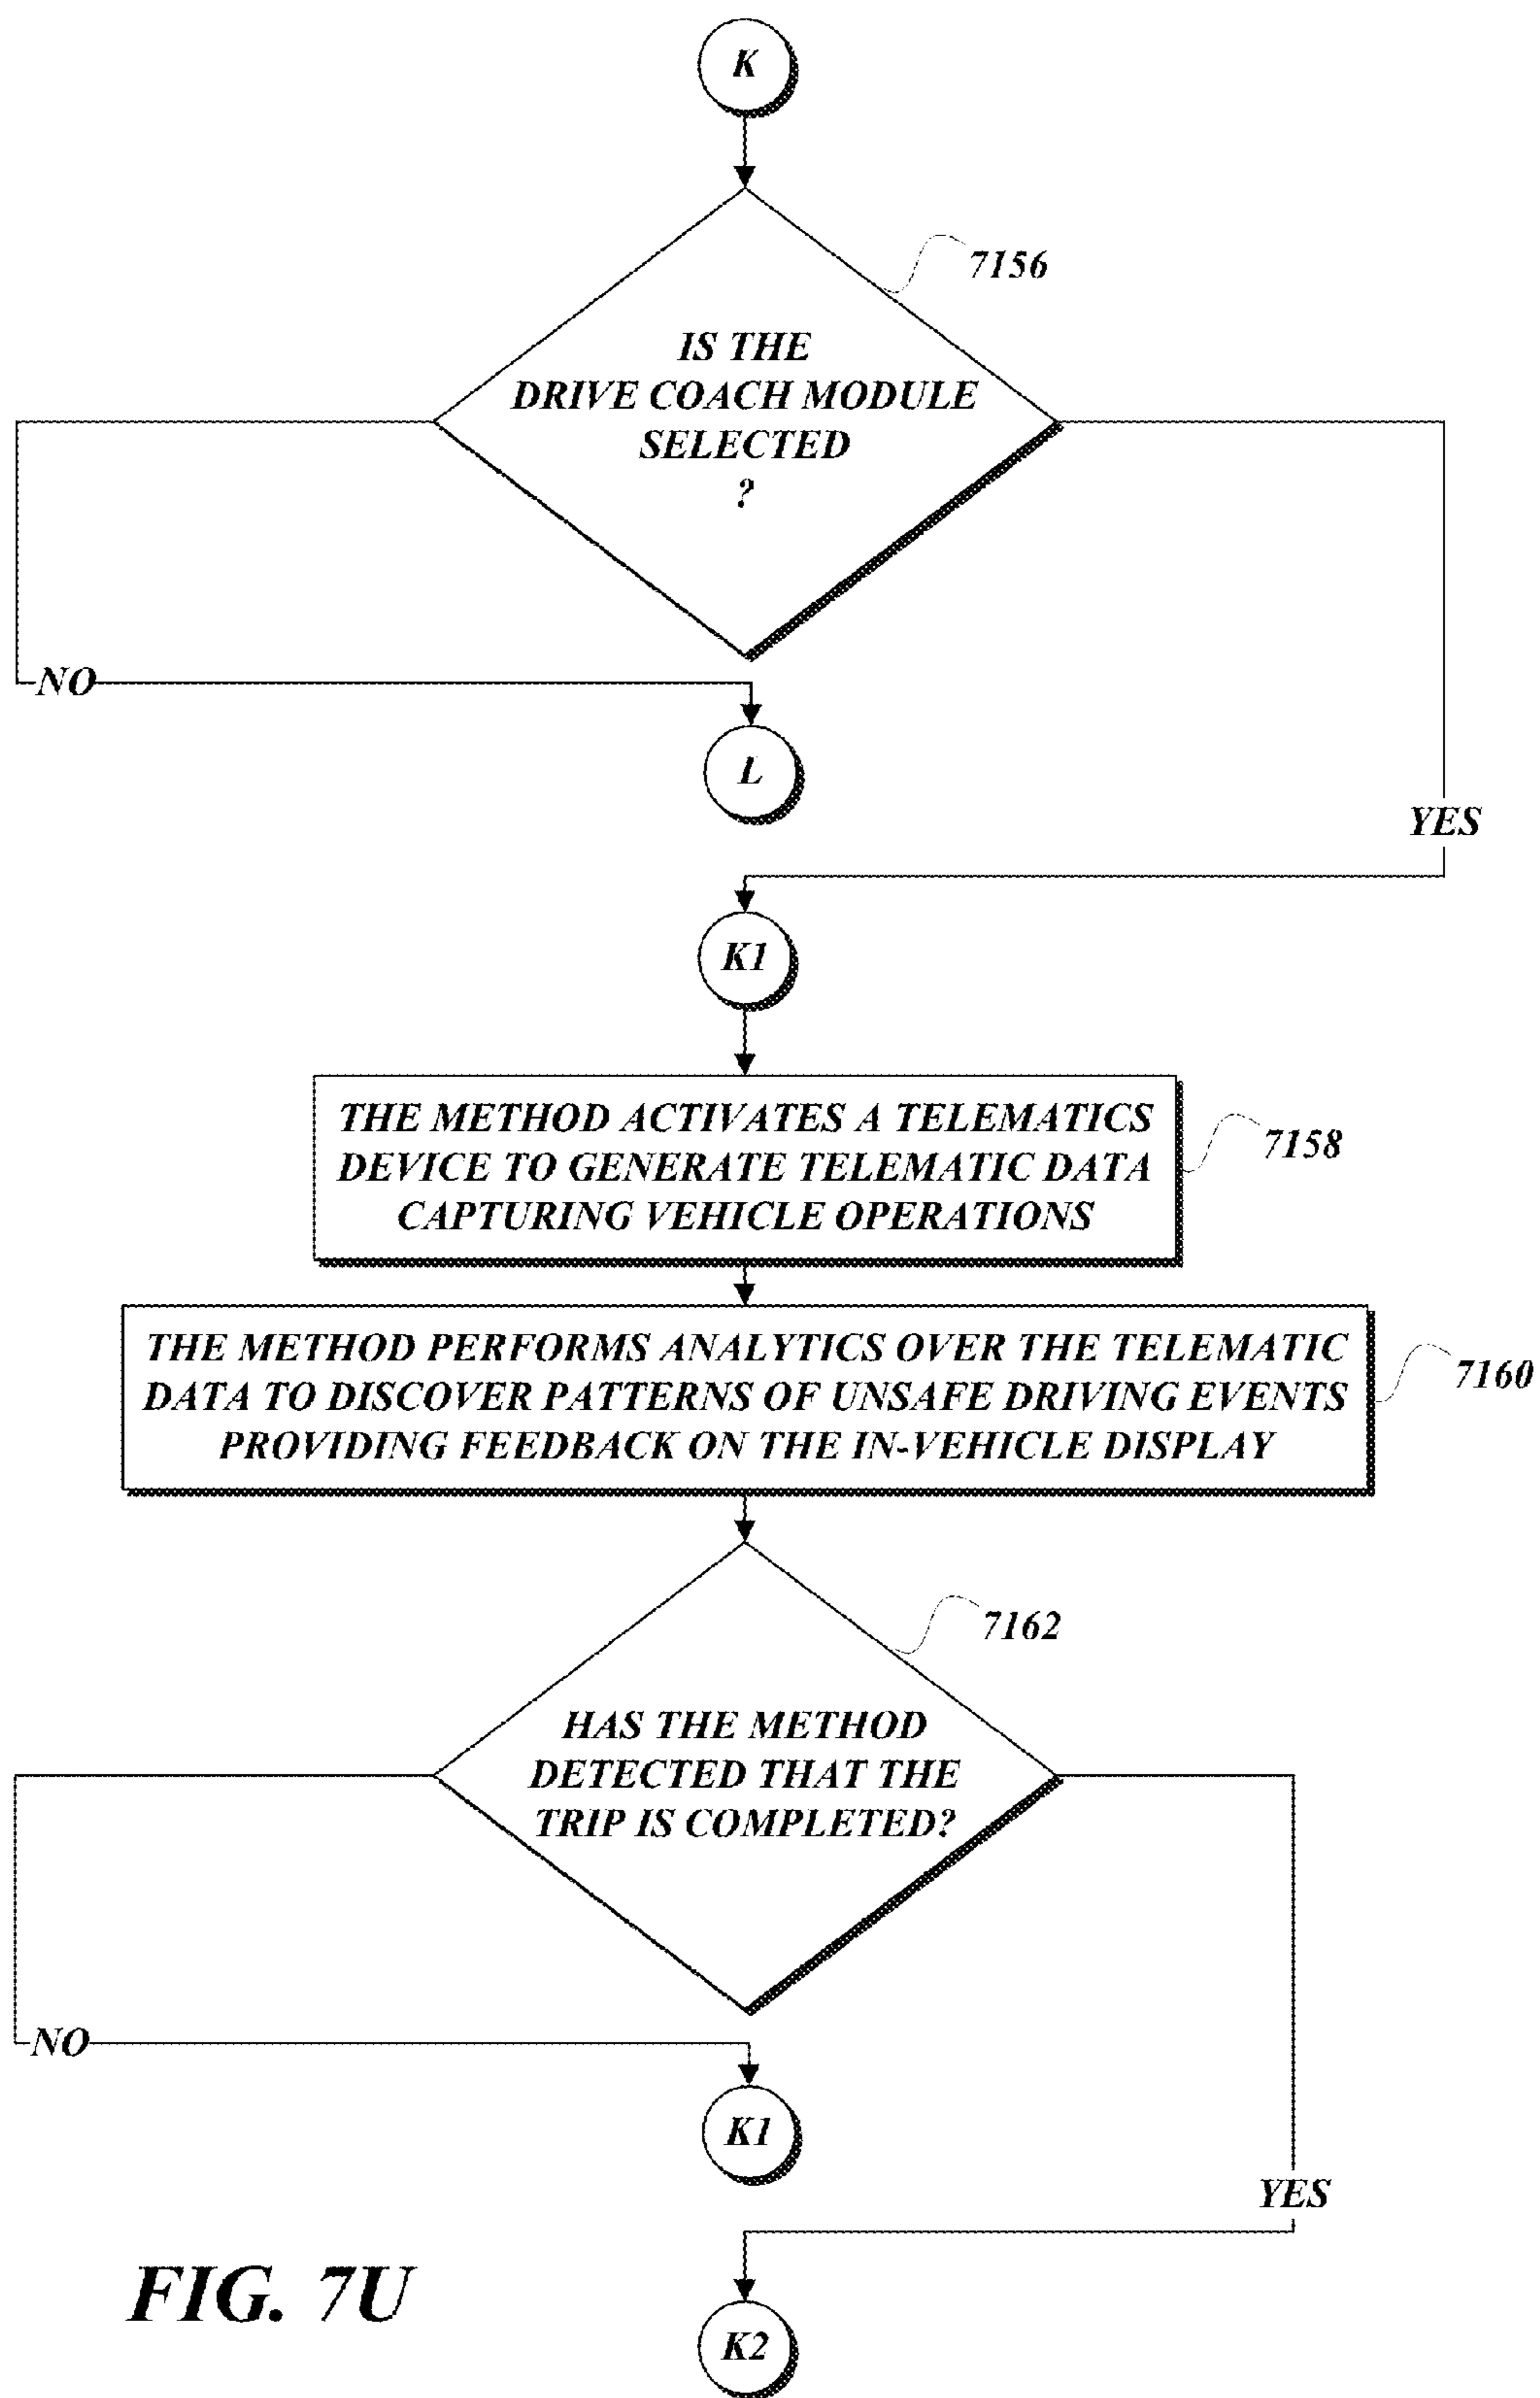 K
7156
IS THE
DRIVE COACH MODULE
SELECTED
?
NO
L
YES
K1
THE METHOD ACTIVATES A TELEMATICS
DEVICE TO GENERATE TELEMATIC DATA
CAPTURING VEHICLE OPERATIONS
7158
THE METHOD PERFORMS ANALYTICS OVER THE TELEMATIC
DATA TO DISCOVER PATTERNS OF UNSAFE DRIVING EVENTS
PROVIDING FEEDBACK ON THE IN-VEHICLE DISPLAY
7160
7162
HAS THE METHOD
DETECTED THAT THE
TRIP IS COMPLETED?
NO
K1
YES
FIG. 7U
K2